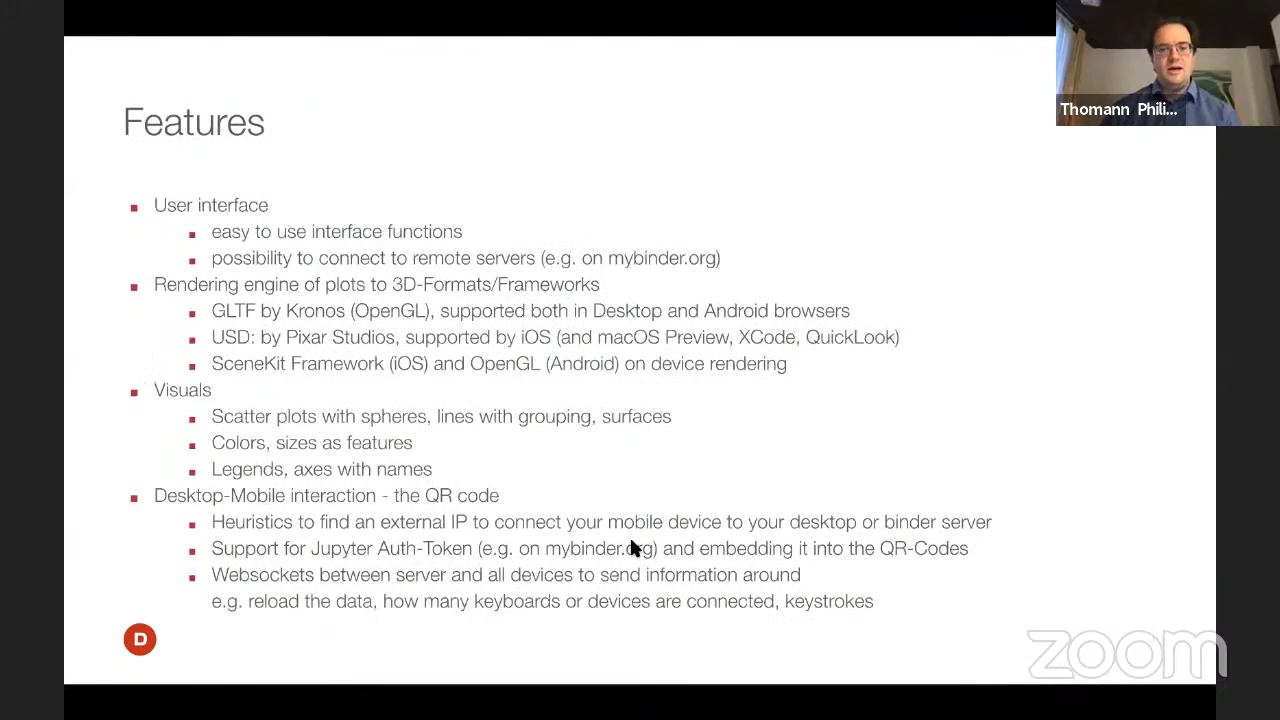 Features
Thomann Phili...
User interface
easy to use interface functions
possibility to connect to remote servers (e.g. on mybinder.org)
Rendering engine of plots to 3D-Formats/Frameworks
GLTF by Kronos (OpenGL), supported both in Desktop and Android browsers
USD: by Pixar Studios, supported by iOS (and macOS Preview, XCode, QuickLook)
SceneKit Framework (iOS) and OpenGL (Android) on device rendering
Visuals
Scatter plots with spheres, lines with grouping, surfaces
Colors, sizes as features
Legends, axes with names
Desktop-Mobile interaction - the QR code
Heuristics to find an external IP to connect your mobile device to your desktop or binder server
Support for Jupyter Auth-Token (e.g. on mybinder.org) and embedding it into the QR-Codes
Websockets between server and all devices to send information around
e.g. reload the data, how many keyboards or devices are connected, keystrokes
D
zoom